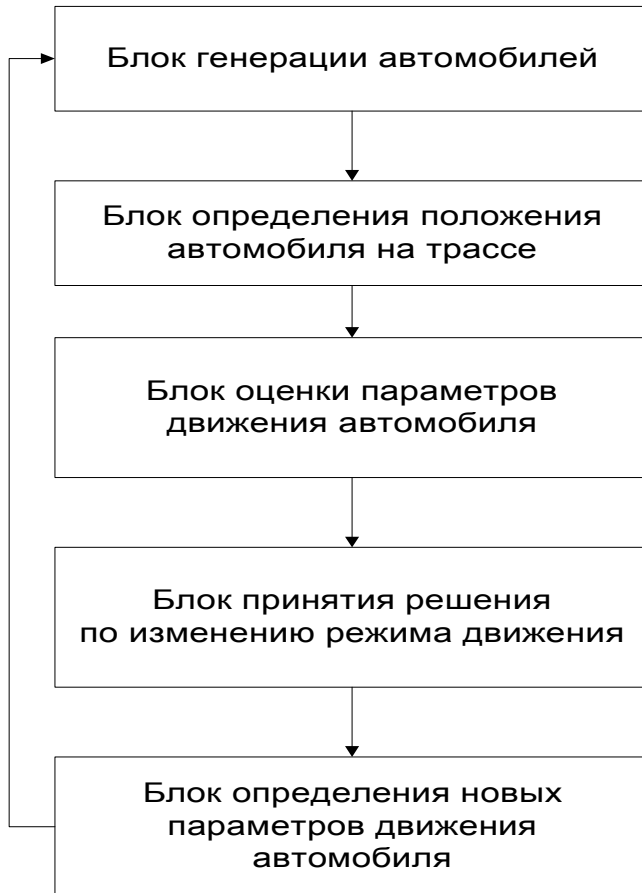 Блок генерации автомобилей
Блок определения положения
автомобиля на трассе
Блок оценки параметров
движения автомобиля
Блок принятия решения
по изменению режима движения
Блок определения новых
параметров движения
автомобиля